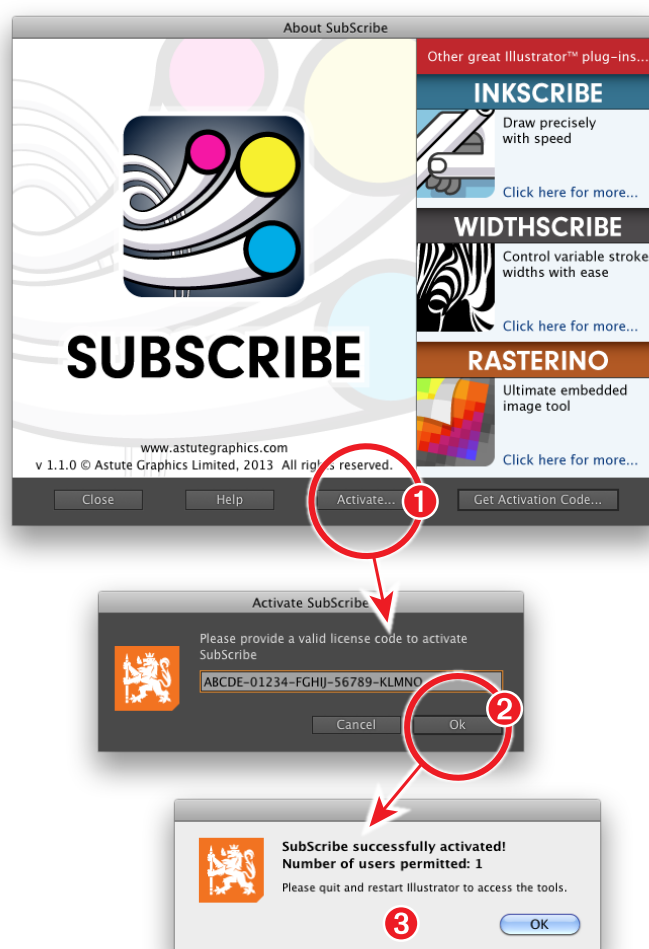 About SubScribe
SUBSCRIBE
www.astutegraphics.com
v 1.1.0 © Astute Graphics Limited, 2013  All rights reserved.
Other great Illustrator™ plug-ins...
INKSCRIBE
Draw precisely
with speed
Click here for more...
WIDTHSCRIBE
Control variable stroke
widths with ease
Click here for more...
RASTERINO
Ultimate embedded
image tool
Click here for more...
Close
Help
Activate...
1
Get Activation Code...
Activate SubScribe
Please provide a valid license code to activate
SubScribe
ABCDE-01234-FGHIJ-56789-KLMNO
Cancel
Ok
2
SubScribe successfully activated!
Number of users permitted: 1
Please quit and restart Illustrator to access the tools.
3
OK